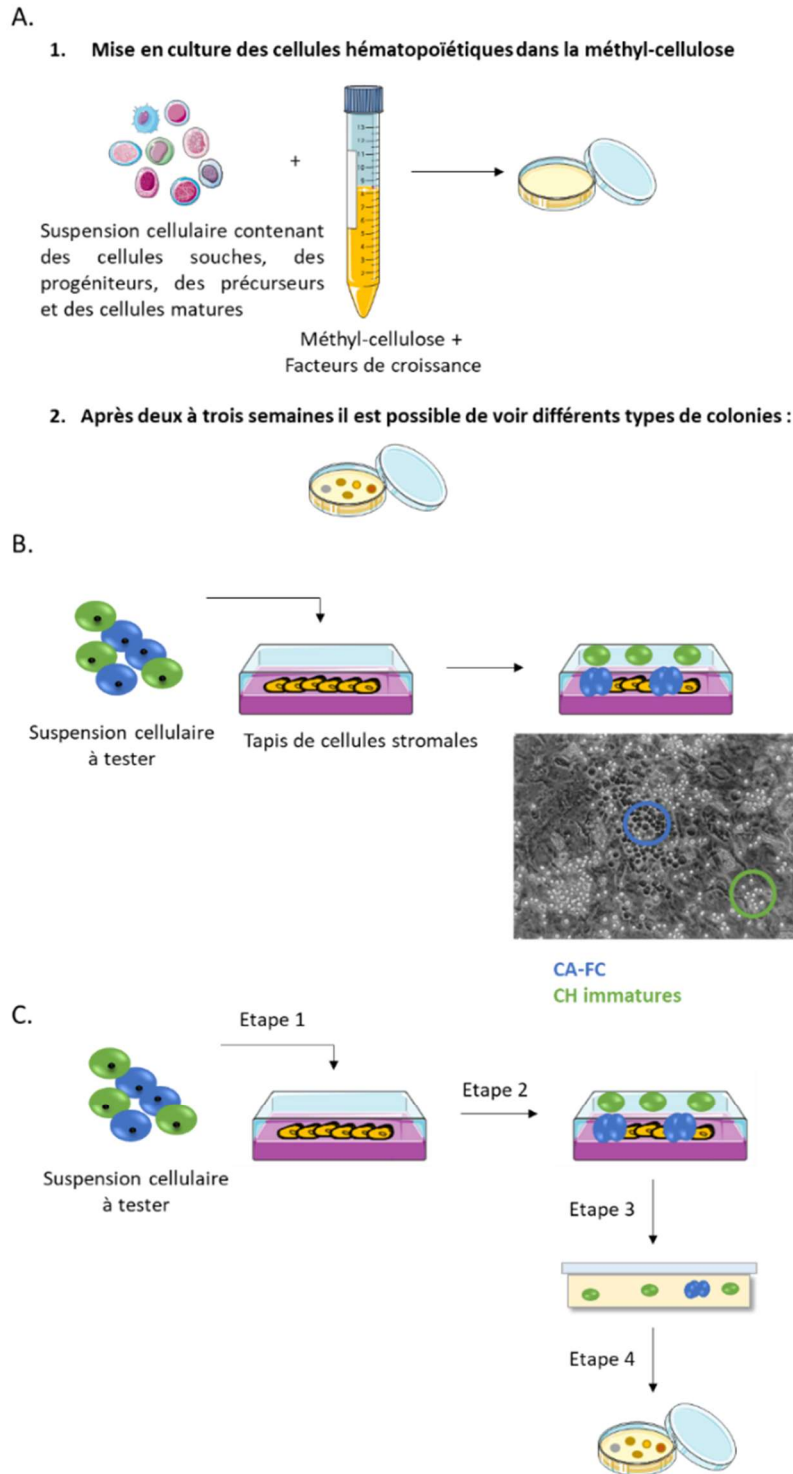 A.
1. Mise en culture des cellules hématopoïétiques dans la méthyl-cellulose
+
Suspension cellulaire contenant
des cellules souches, des
progéniteurs, des précurseurs
et des cellules matures
Méthyl-cellulose +
Facteurs de croissance
2. Après deux à trois semaines il est possible de voir différents types de colonies :
B.
Suspension cellulaire
à tester
Tapis de cellules stromales
CA-FC
CH immatures
C.
Etape 1
Etape 2
Suspension cellulaire
à tester
Etape 3
Etape 4